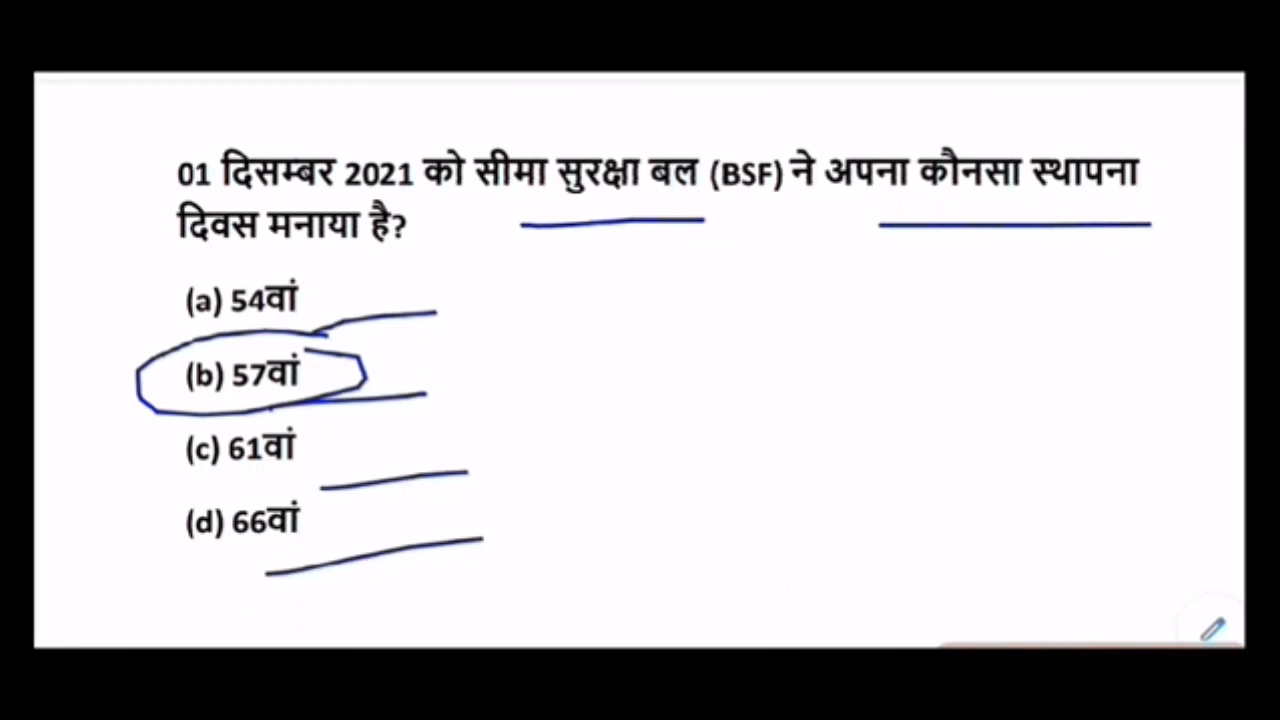 01 दिसम्बर 2021 को सीमा सुरक्षा बल (BSF) ने अपना कौनसा स्थापना
दिवस मनाया है?
(a) 54वां
(b) 57वां
(c) 61वां
(d) 66वां